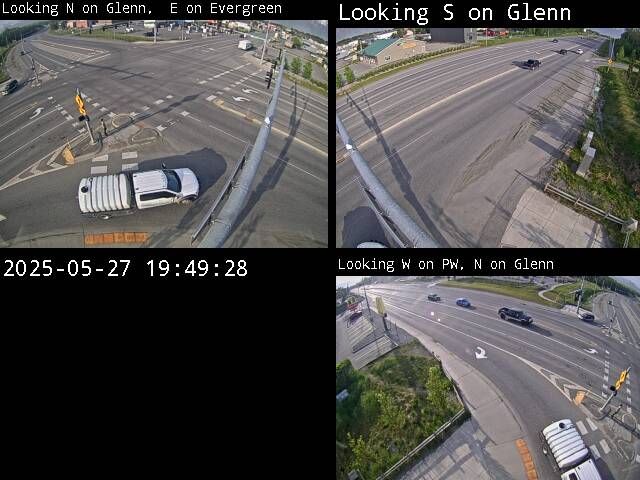 Looking N on Glenn,  E on Evergreen
Looking S on Glenn
2025-05-27 19:49:28
Looking W on PW, N on Glenn